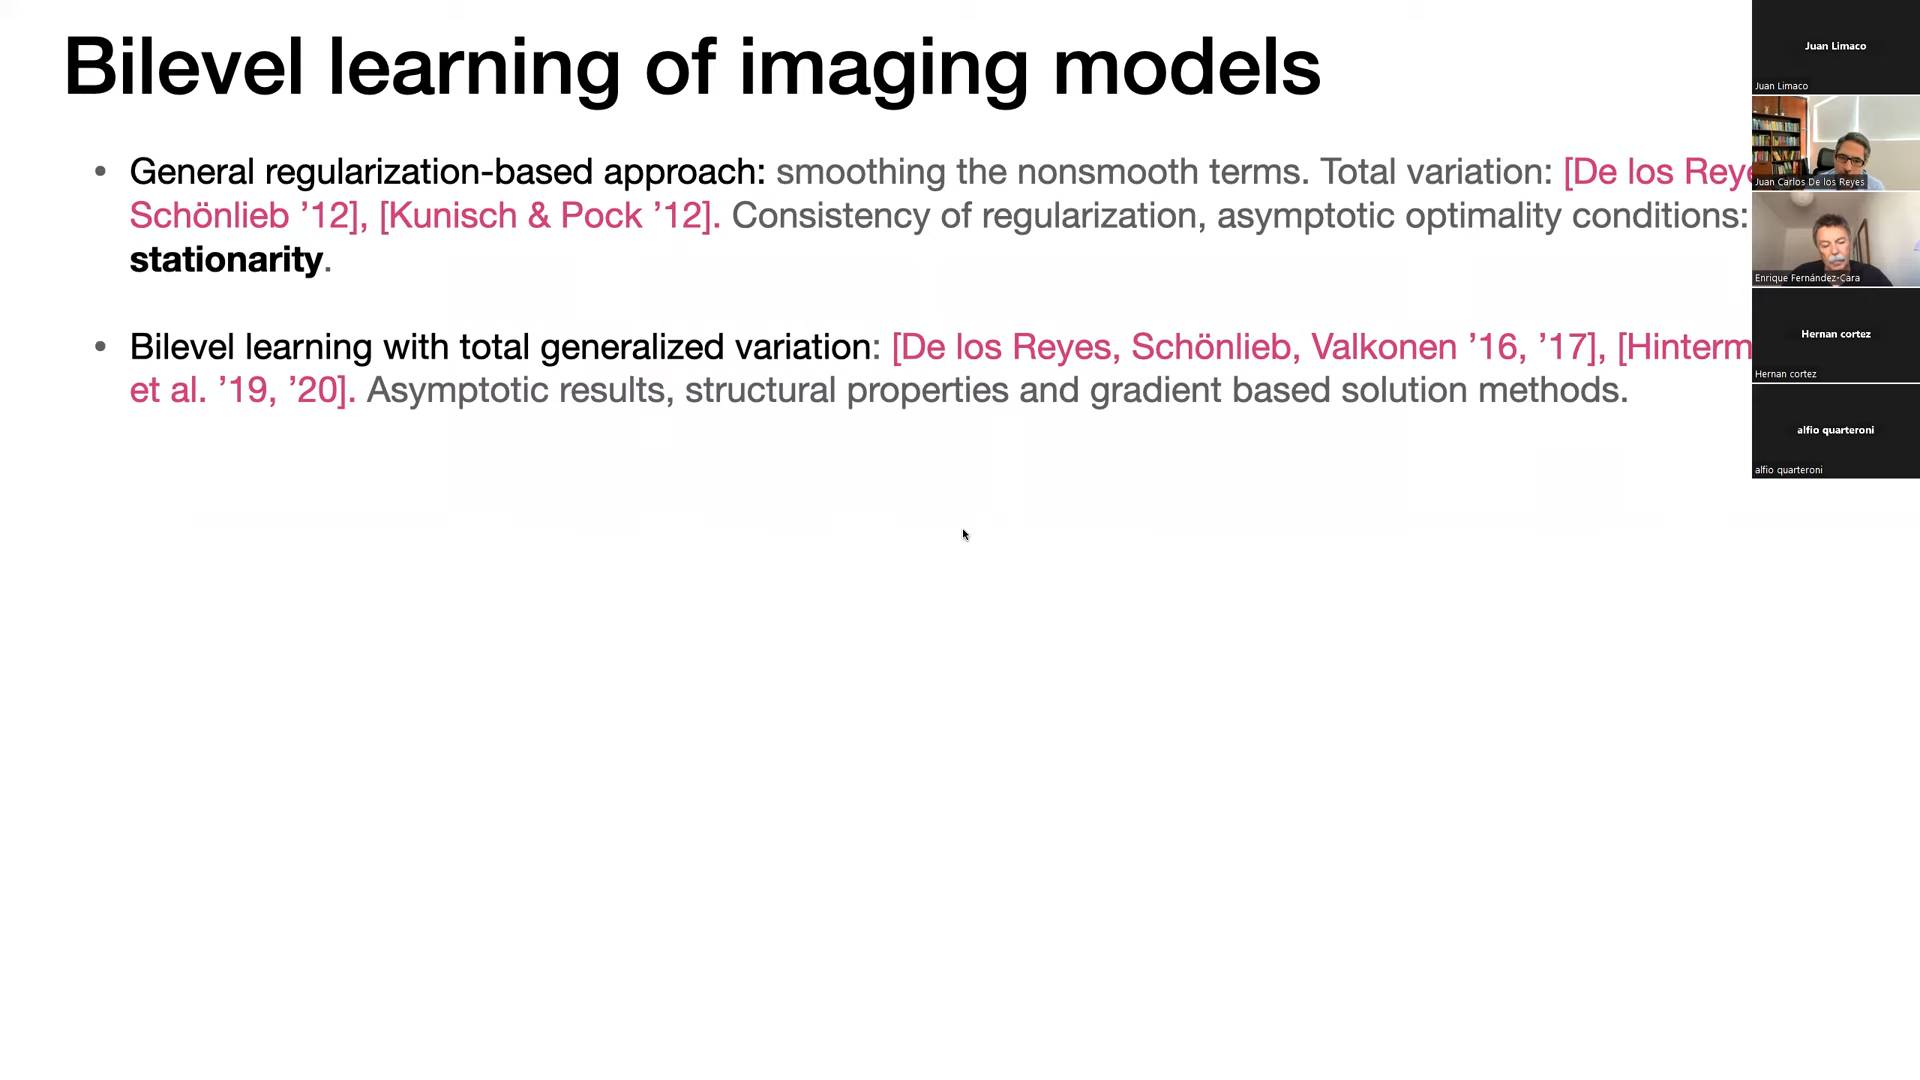 Bilevel learning of imaging models
• General regularization-based approach: smoothing the nonsmooth terms. Total variation: [De los
Schönlieb ’12], [Kunisch & Pock ’12]. Consistency of regularization, asymptotic optimality conditions:
stationarity.
• Bilevel learning with total generalized variation: [De los Reyes, Schönlieb, Valkonen ’16, ’17],
et al. ’19, ’20]. Asymptotic results, structural properties and gradient based solution methods.
Juan Limaco
Juan Limaco
Juan Carlos De los Reyes
Enrique Fernández-Cara
Hernan cortez
Hernan cortez
alfio quarteroni
alfio quarteroni